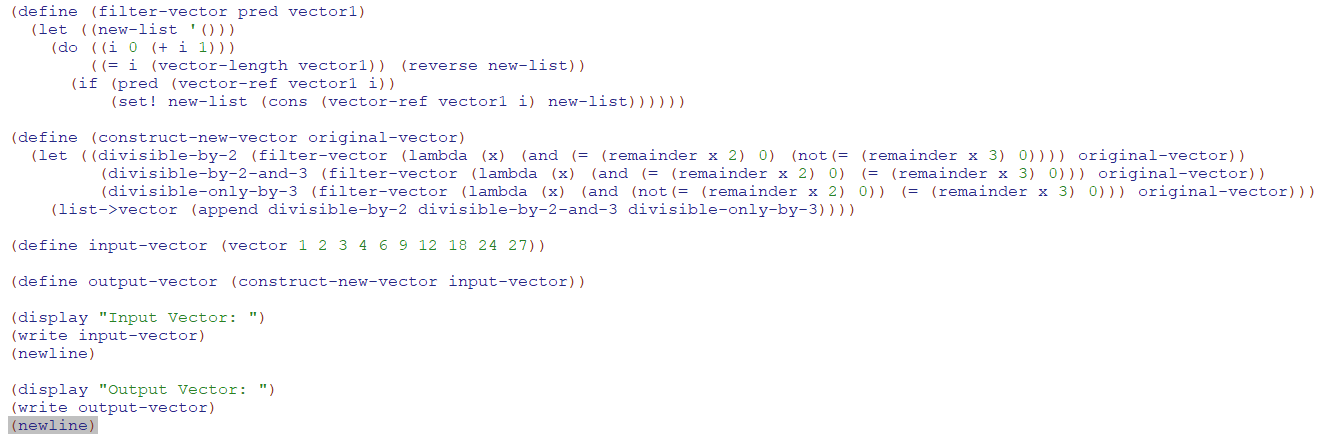 (define (filter-vector pred vector1)
  (let ((new-list '()))
    (do ((i 0 (+ i 1)))
        ((= i (vector-length vector1)) (reverse new-list))
      (if (pred (vector-ref vector1 i))
          (set! new-list (cons (vector-ref vector1 i) new-list))))))

(define (construct-new-vector original-vector)
  (let ((divisible-by-2 (filter-vector (lambda (x) (and (= (remainder x 2) 0) (not(= (remainder x 3) 0)))) original-vector))
         (divisible-by-2-and-3 (filter-vector (lambda (x) (and (= (remainder x 2) 0) (= (remainder x 3) 0))) original-vector))
         (divisible-only-by-3 (filter-vector (lambda (x) (and (not(= (remainder x 2) 0)) (= (remainder x 3) 0))) original-vector)))
    (list->vector (append divisible-by-2 divisible-by-2-and-3 divisible-only-by-3))))

(define input-vector (vector 1 2 3 4 6 9 12 18 24 27))

(define output-vector (construct-new-vector input-vector))

(display "Input Vector: ")
(write input-vector)
(newline)

(display "Output Vector: ")
(write output-vector)
(newline)